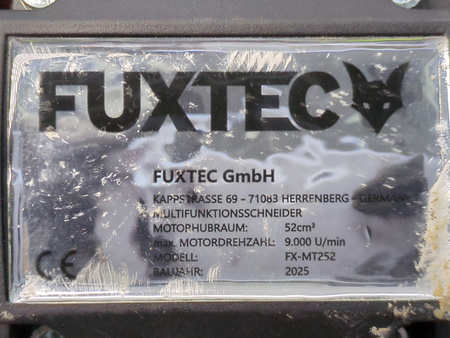 FUXTEC
FUXTEC GmbH
KAPPSTRASSE 69 – 71083 HERRENBERG – GERMANY
MULTIFUNKTIONSSCHNEIDER
MOTORHUBRAUM: 52cm³
max. MOTORDREHZAHL: 9.000 U/min
MODELL: FX-MT252
BAUJAHR: 2025
CE